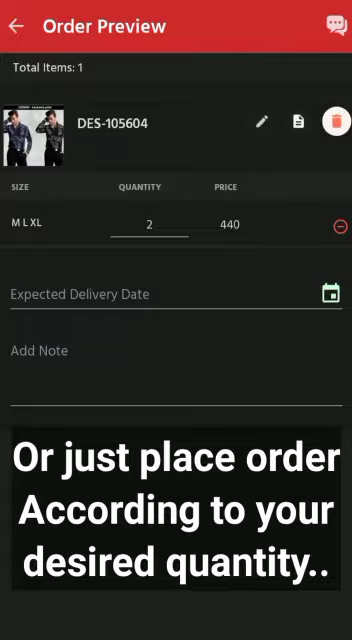 Order Preview
Total Items: 1
DES-105604
SIZE QUANTITY PRICE
M L XL 2 440
Expected Delivery Date
Add Note
Or just place order
According to your
desired quantity..